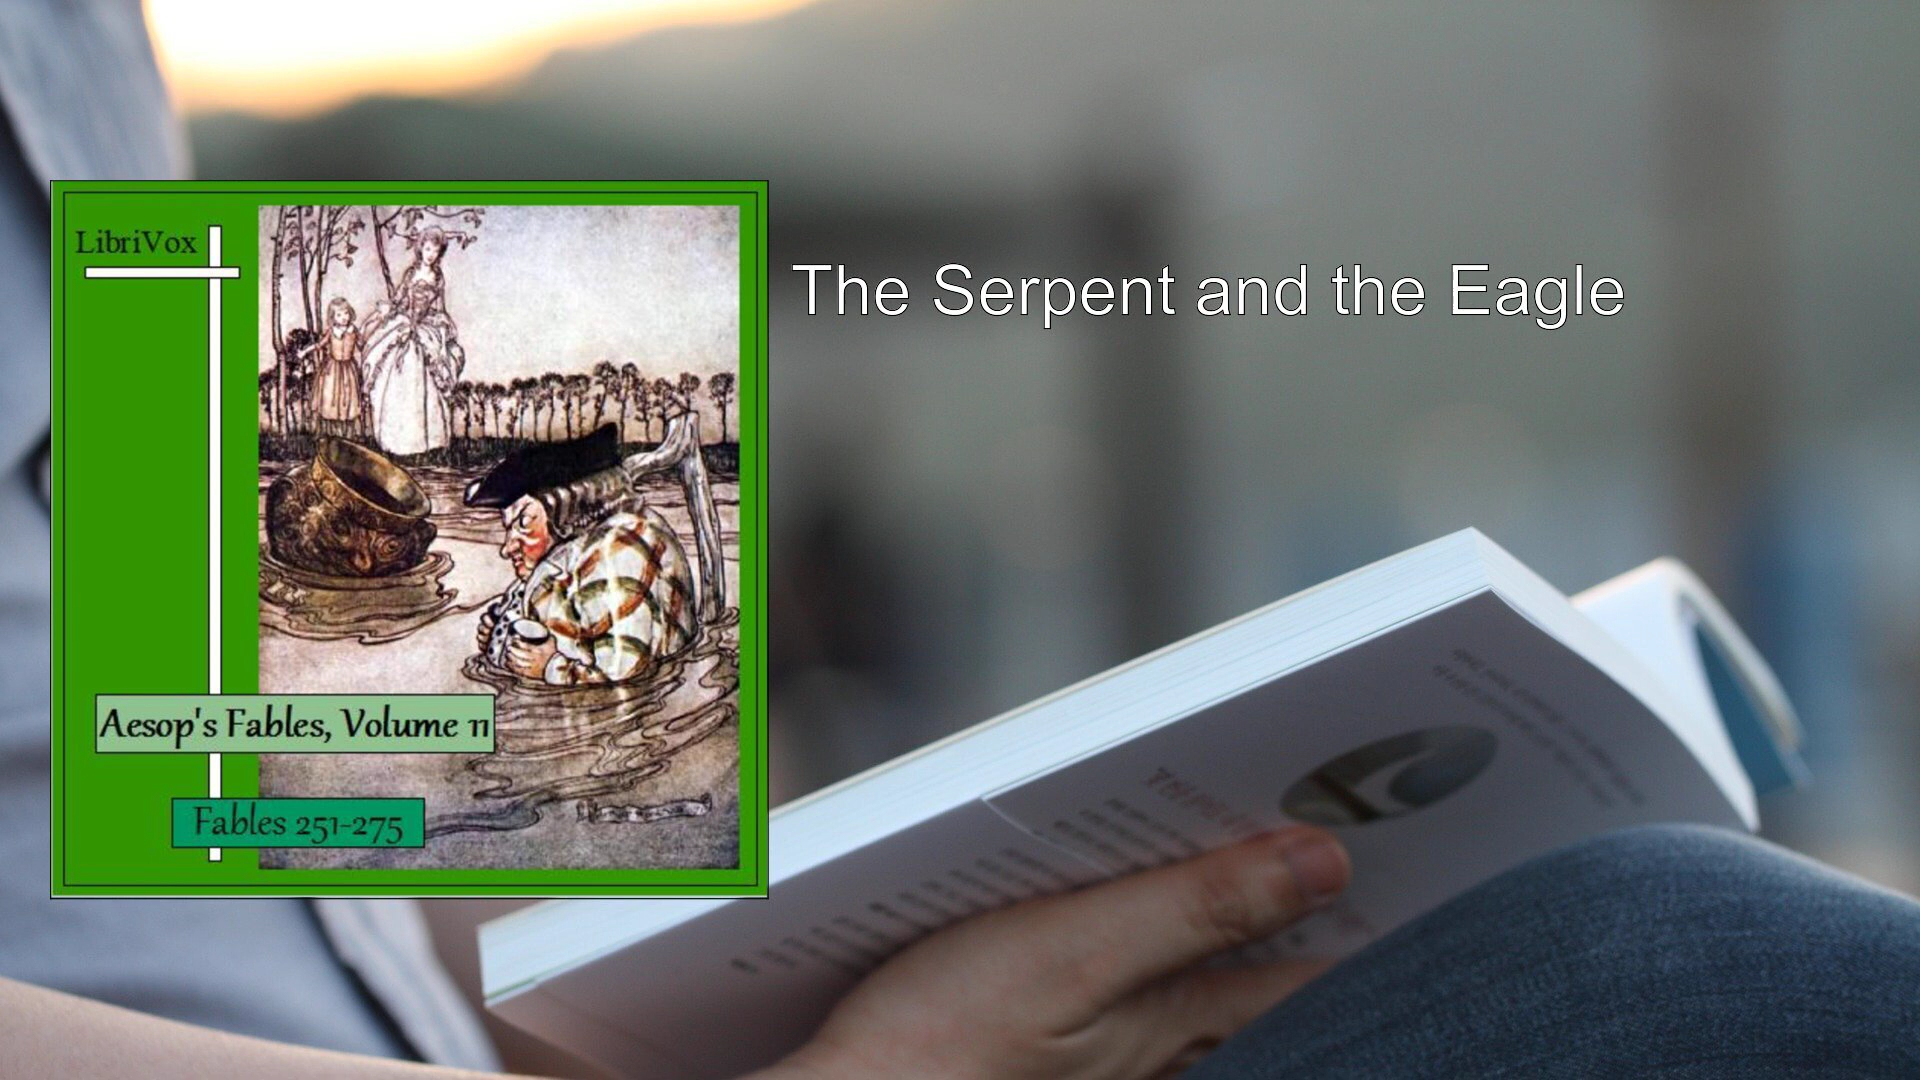 LibriVox
The Serpent and the Eagle
Aesop's Fables, Volume 11
Fables 251-275